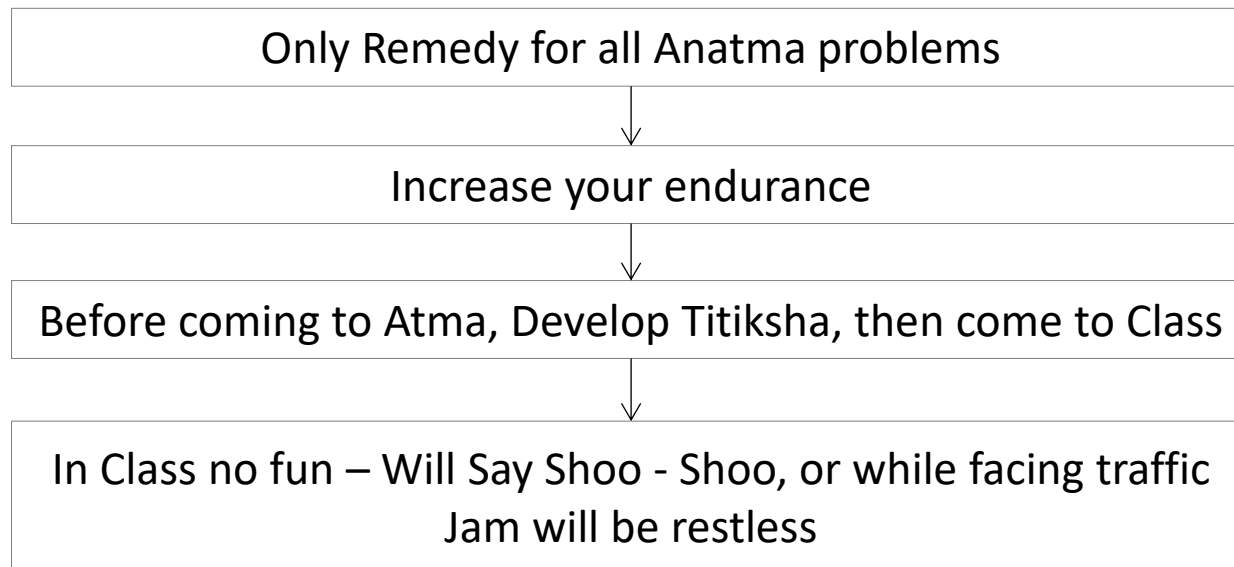 Only Remedy for all Anatma problems
Increase your endurance
Before coming to Atma, Develop Titiksha, then come to Class
In Class no fun – Will Say Shoo - Shoo, or while facing traffic
Jam will be restless